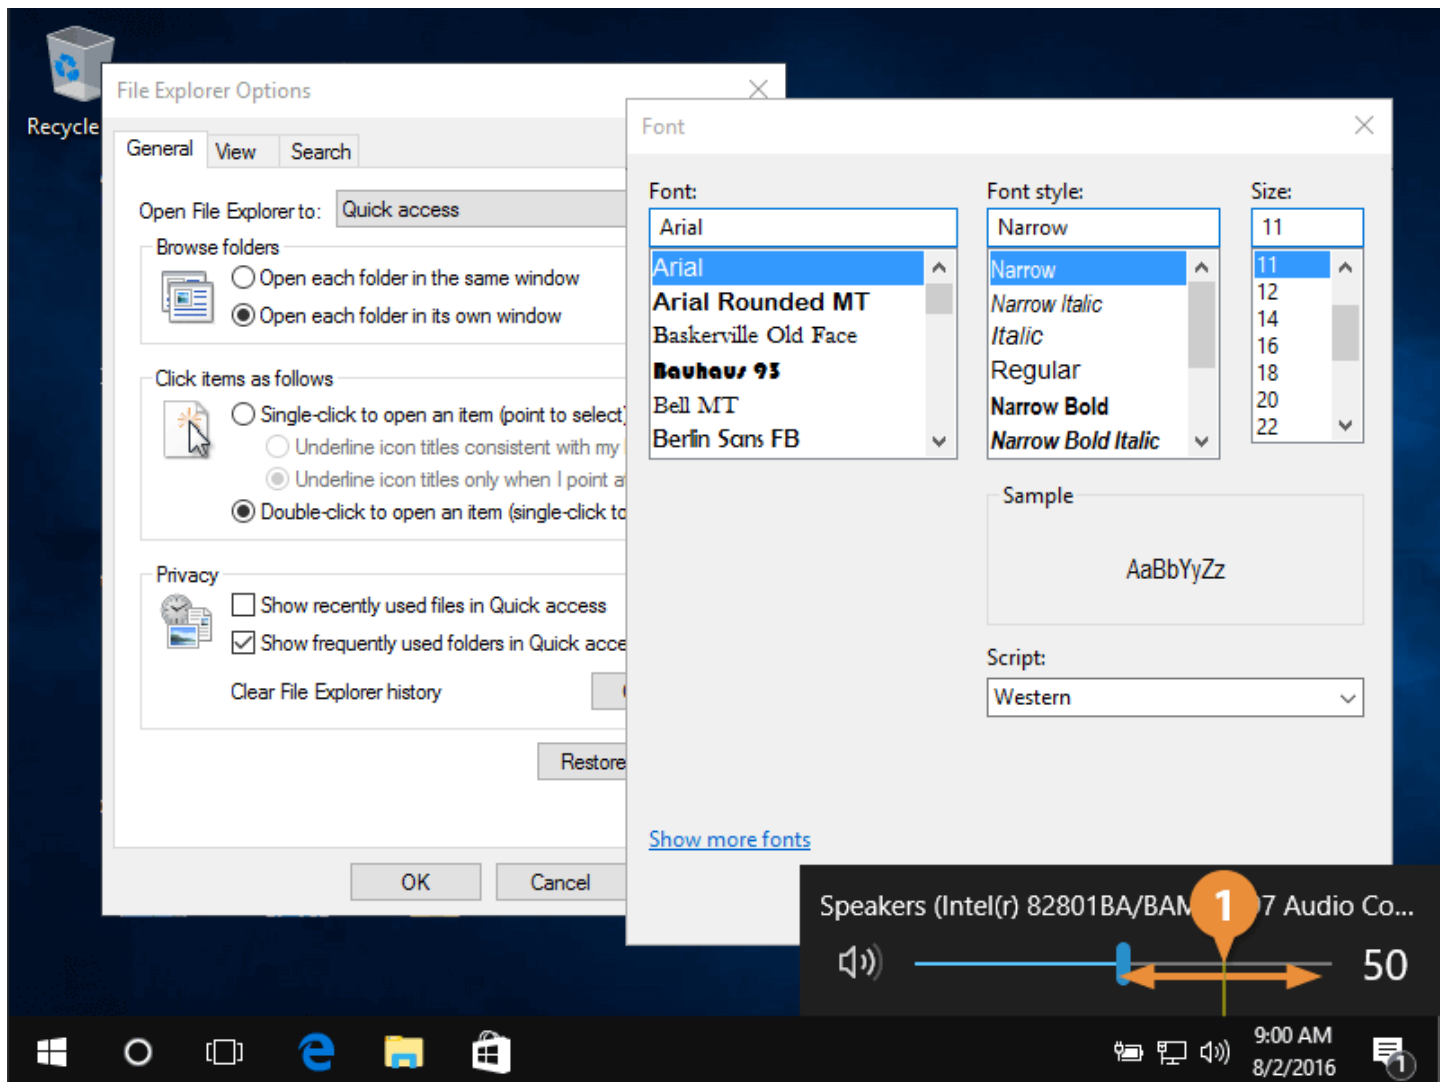 Recycle
File Explorer Options
General View Search
Open File Explorer to: Quick access
Browse folders
Open each folder in the same window
Open each folder in its own window
Click items as follows
Single-click to open an item (point to select)
Underline icon titles consistent with my
Underline icon titles only when I point
Double-click to open an item (single-click to
Privacy
Show recently used files in Quick access
Show frequently used folders in Quick acce
Clear File Explorer history
Restore
OK Cancel
Font
Font:
Arial
Arial
Arial Rounded MT
Baskerville Old Face
Bauhaus 93
Bell MT
Berlin Sans FB
Font style:
Narrow
Narrow
Narrow Italic
Italic
Regular
Narrow Bold
Narrow Bold Italic
Size:
11
11
12
14
16
18
20
22
Sample
AaBbYyZz
Script:
Western
Show more fonts
Speakers (Intel(r) 82801BA/BAM 1 7 Audio Co...
50
9:00 AM
8/2/2016
1